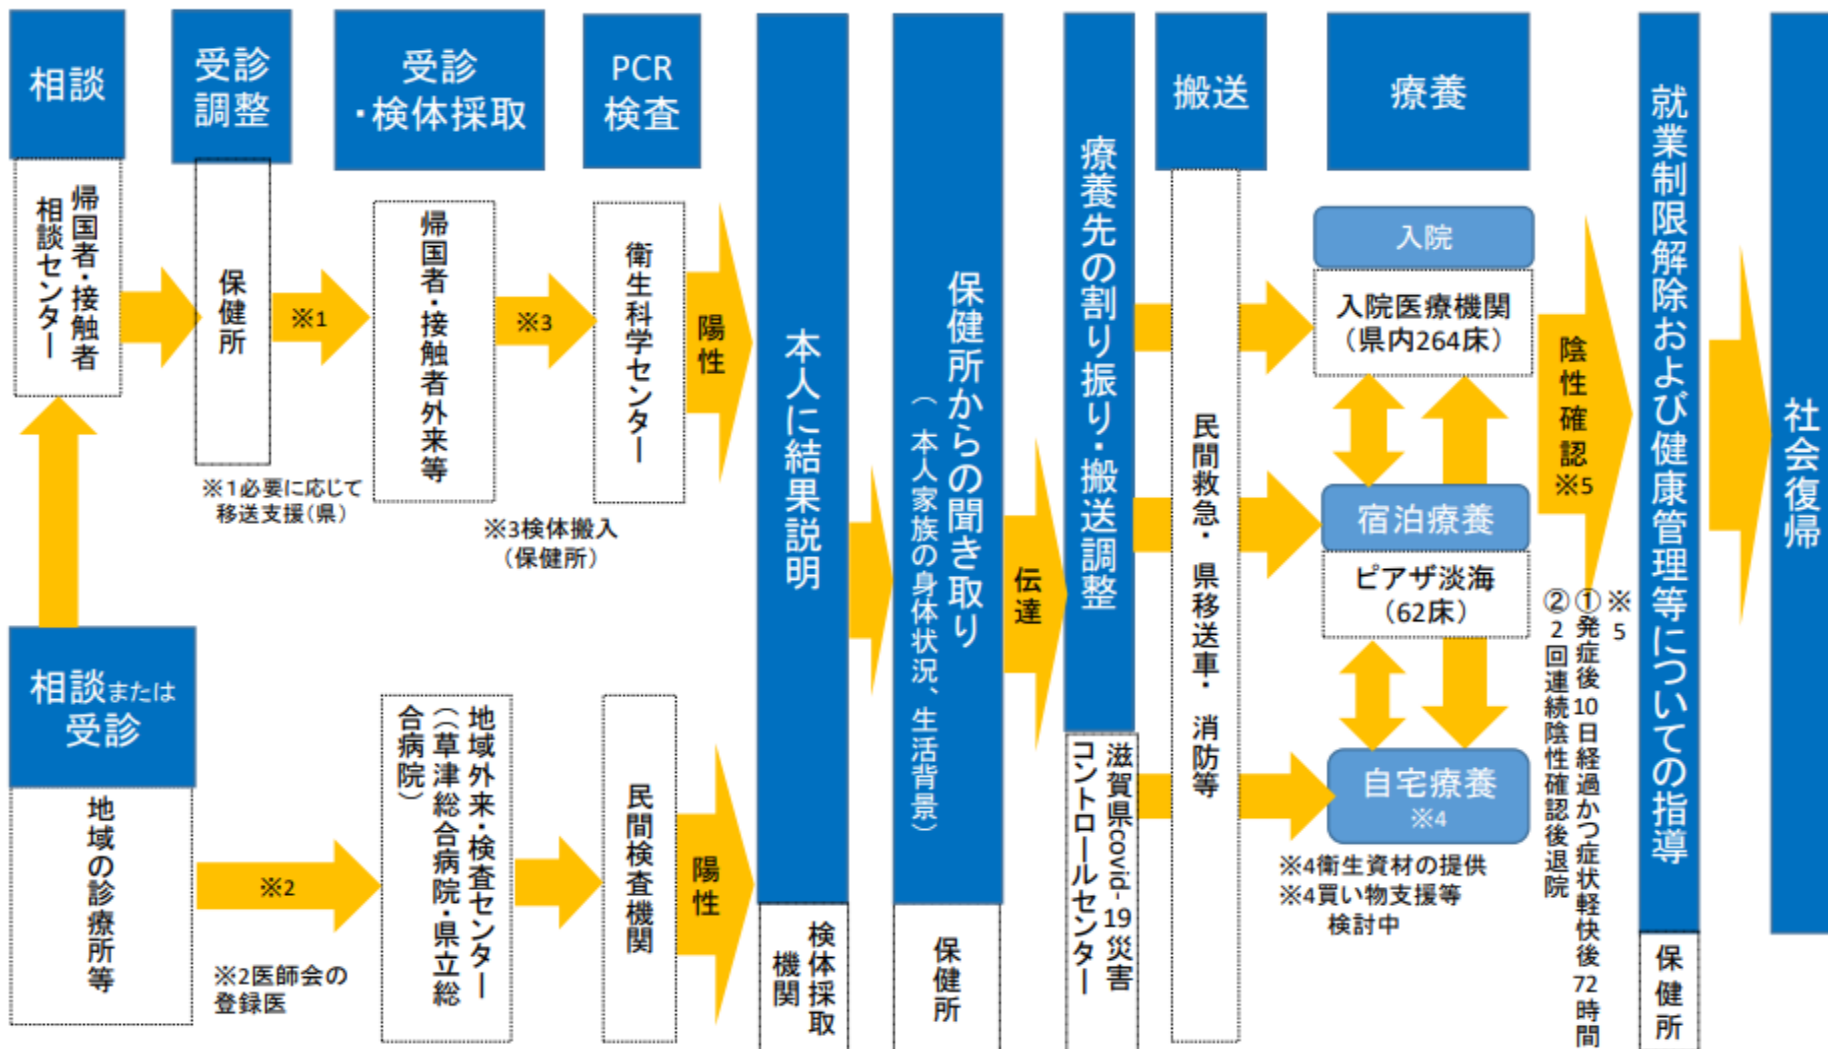 相談
受診
調整
受診
・検体採取
PCR
検査
本人に結果説明
保健所からの聞き取り
（本人家族の身体状況、生活背景）
療養先の割り振り・搬送調整
搬送
療養
就業制限解除および健康管理等についての指導
社会復帰
帰国者・接触者
相談センター
保健所
※1
帰国者・接触者外来等
※3
衛生科学センター
陽性
※1必要に応じて
移送支援（県）
※3検体搬入
（保健所）
伝達
民間救急・県移送車・消防等
入院
入院医療機関
（県内264床）
陰性確認
※5
宿泊療養
ピアザ淡海
（62床）
自宅療養
※4
※4衛生資材の提供
※4買い物支援等
検討中
※5
①発症後10日経過かつ症状軽快後72時間
②2回連続陰性確認後退院
相談または
受診
地域の診療所等
※2
※2医師会の
登録医
地域外来・検査センター
（（草津総合病院・県立総
合病院）
民間検査機関
陽性
検体採取
機関
保健所
滋賀県covid-19災害
コントロールセンター
保健所